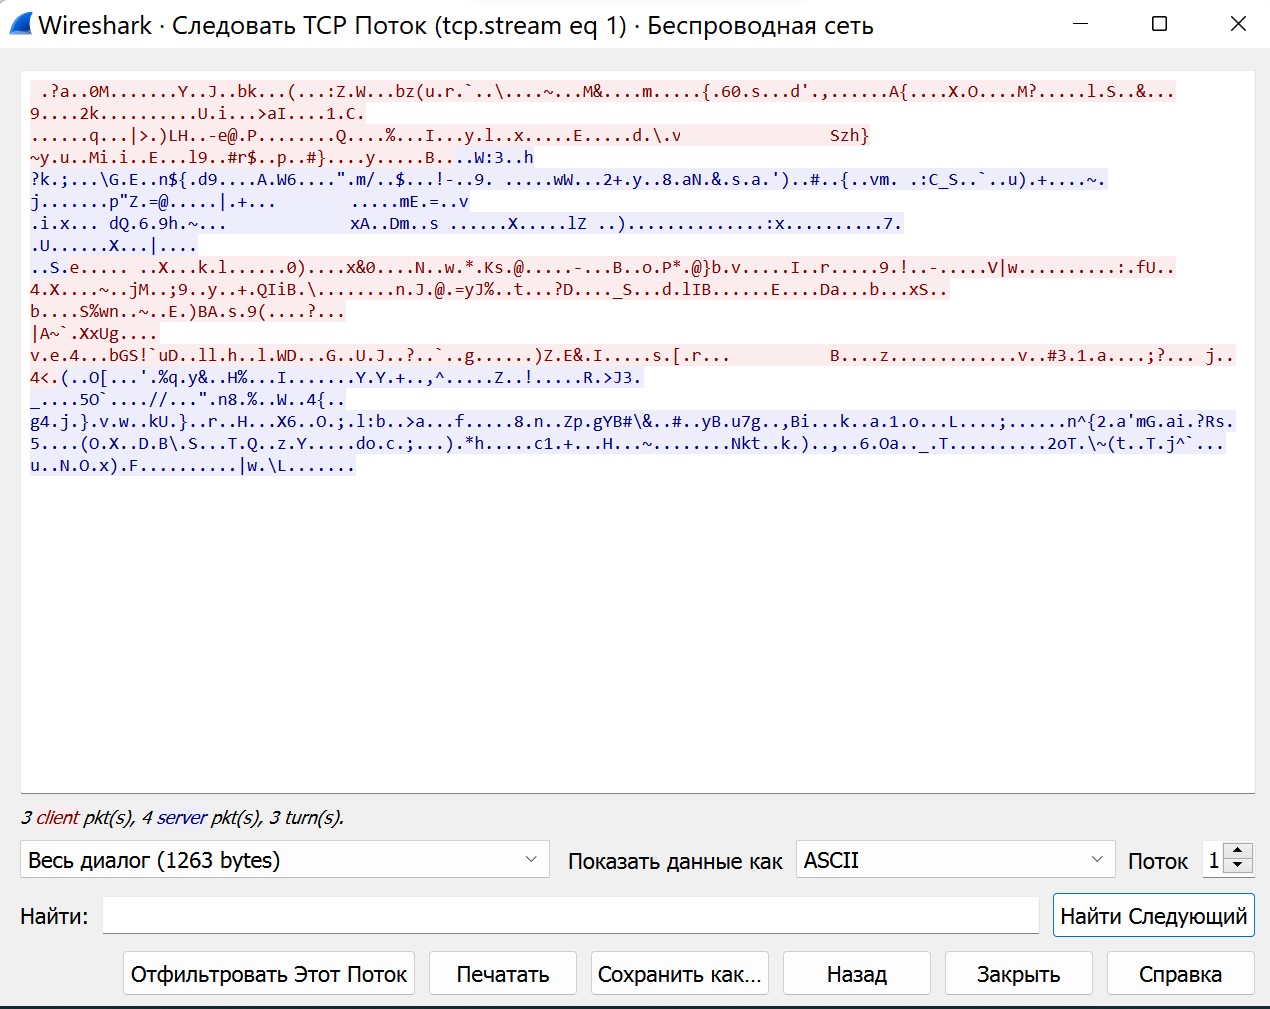 Wireshark · Следовать TCP Поток (tcp.stream eq 1) · Беспроводная сеть
.?a..0M.......Y..J..bk...(...:Z.W...bz(u.r.`..\....~...M&....m.....{.60.s...d'.,......A{....X.O....M?.....l.S..&...
9....2k..........U.i...>aI....1.C.
......q...|>.)LH..-e@.P........Q....%...I...y.l..x.....E.....d.\.v               Szh}
~y.u..Mi.i..E...l9..#r$..p..#}....y.....B....W:3..h
?k.;...\G.E..n${.d9....A.W6....".m/..$...!-..9. .....wW...2+.y..8.aN.&.s.a.')..#..{..vm. .:C_S..`..u).+....~.
j.......p"Z.=@.....|.+...        .....mE.=..v
.i.x... dQ.6.9h.~...             xA..Dm..s ......X.....lZ ..)..............:x..........7.
.U......X...|....
..S.e..... ..X...k.l......0)....x&0....N..w.*.Ks.@.....-...B..o.P*.@}b.v.....I..r.....9.!..-.....V|w..........:.fU..
4.X....~..jM..;9..y..+.QIiB.\........n.J.@.=yJ%..t...?D...._S...d.lIB......E....Da...b...xS..
b....S%wn..~..E.)BA.s.9(....?...
|A~`.XxUg....
v.e.4...bGS!`uD..ll.h..l.WD...G..U.J..?..`..g......)Z.E&.I.....s.[.r...          B....z.............v..#3.1.a....;?... j..
4<.(..O[...'.%q.y&..H%...I.......Y.Y.+..,^.....Z..!.....R.>J3.
_....5O`....//...".n8.%..W..4{..
g4.j.}.v.w..kU.}..r..H...X6..O.;.l:b..>a...f.....8.n..Zp.gYB#\&..#..yB.u7g..,Bi...k..a.1.o...L....;......n^{2.a'mG.ai.?Rs.
5....(O.X..D.B\.S...T.Q..z.Y.....do.c.;...).*h.....c1.+...H...~........Nkt..k.)..,..6.Oa.._.T..........2oT.\~(t..T.j^`...
u..N.O.x).F..........|w.\L.......
3 client pkt(s), 4 server pkt(s), 3 turn(s).
Весь диалог (1263 bytes) Показать данные как ASCII Поток 1
Найти: Найти Следующий
Отфильтровать Этот Поток Печатать Сохранить как... Назад Закрыть Справка